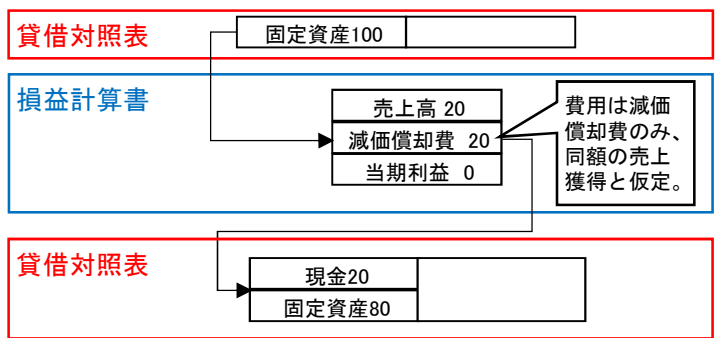 貸借対照表
固定資産100
損益計算書
売上高 20
減価償却費 20
当期利益 0
費用は減価
償却費のみ、
同額の売上
獲得と仮定。
貸借対照表
現金20
固定資産80